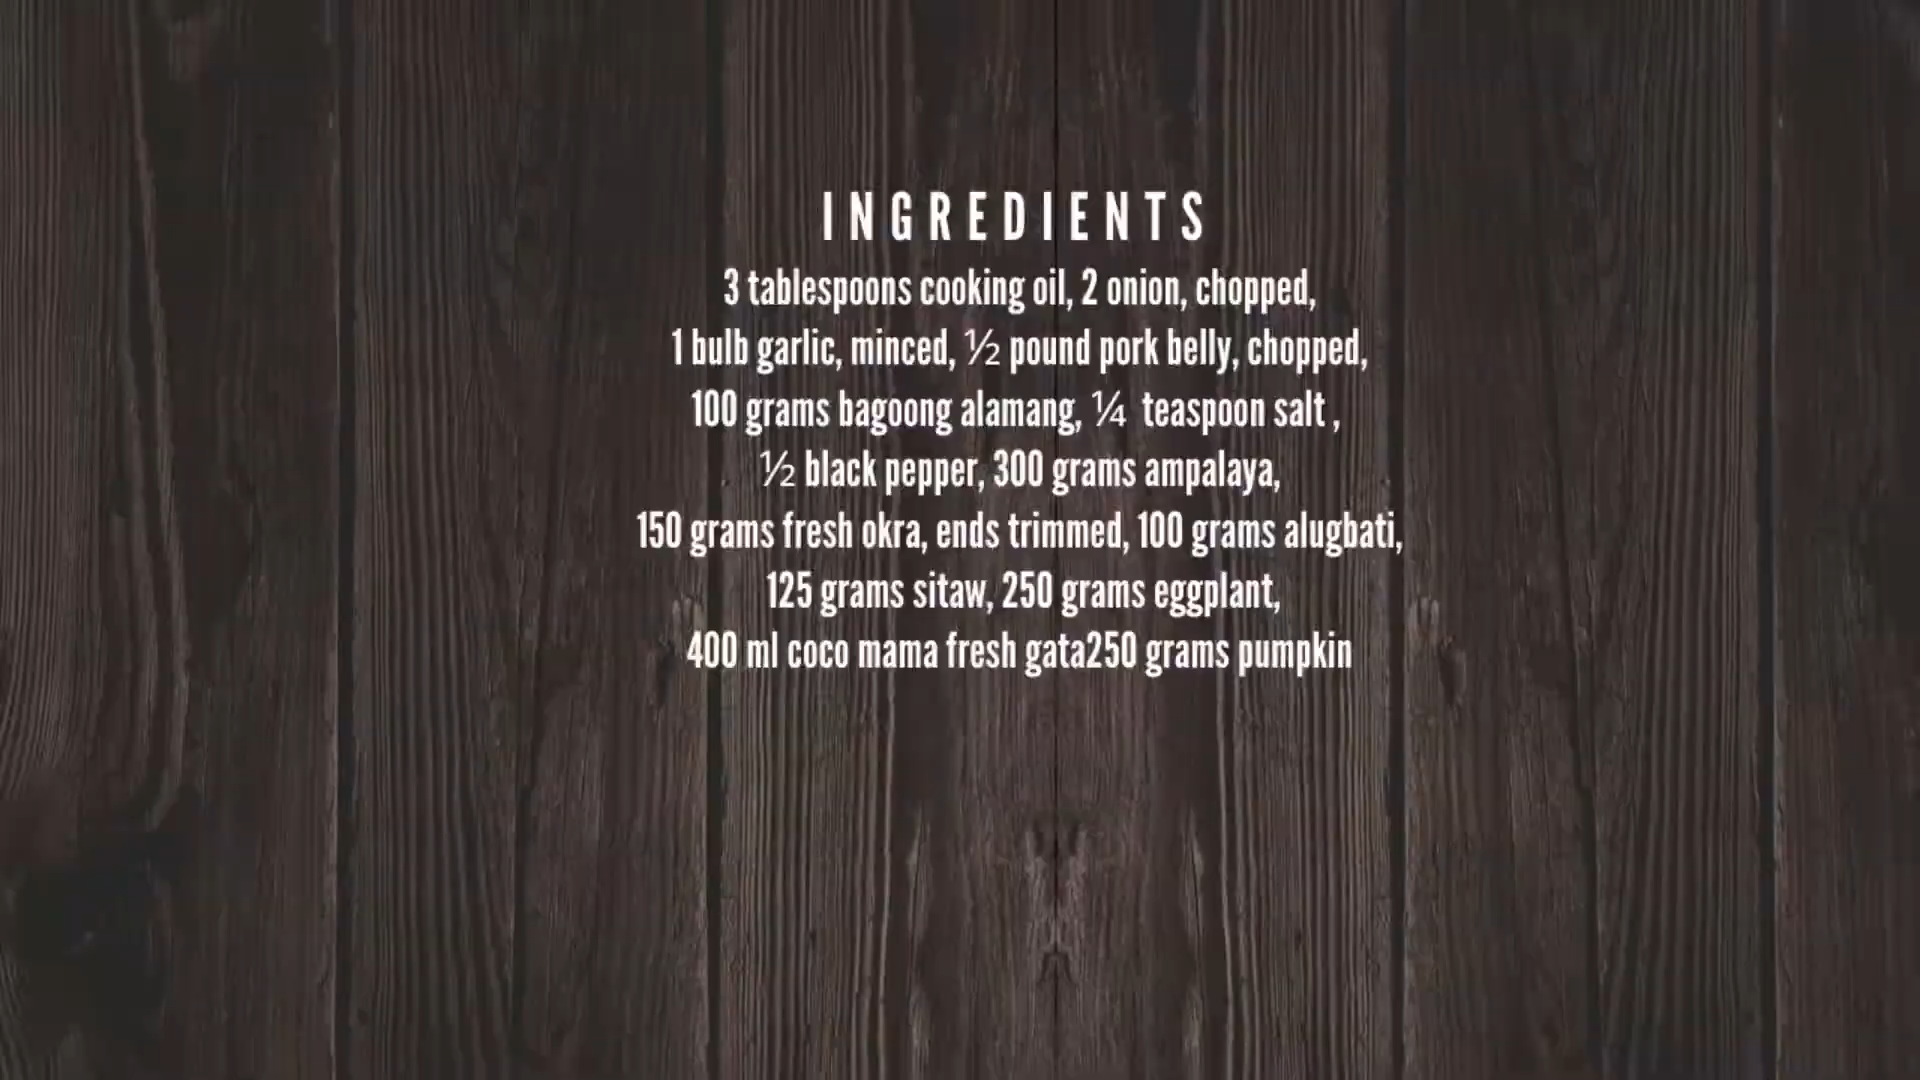 INGREDIENTS
3 tablespoons cooking oil, 2 onion, chopped,
1 bulb garlic, minced, ½ pound pork belly, chopped,
100 grams bagoong alamang, ¼ teaspoon salt ,
½ black pepper, 300 grams ampalaya,
150 grams fresh okra, ends trimmed, 100 grams alugbati,
125 grams sitaw, 250 grams eggplant,
400 ml coco mama fresh gata250 grams pumpkin